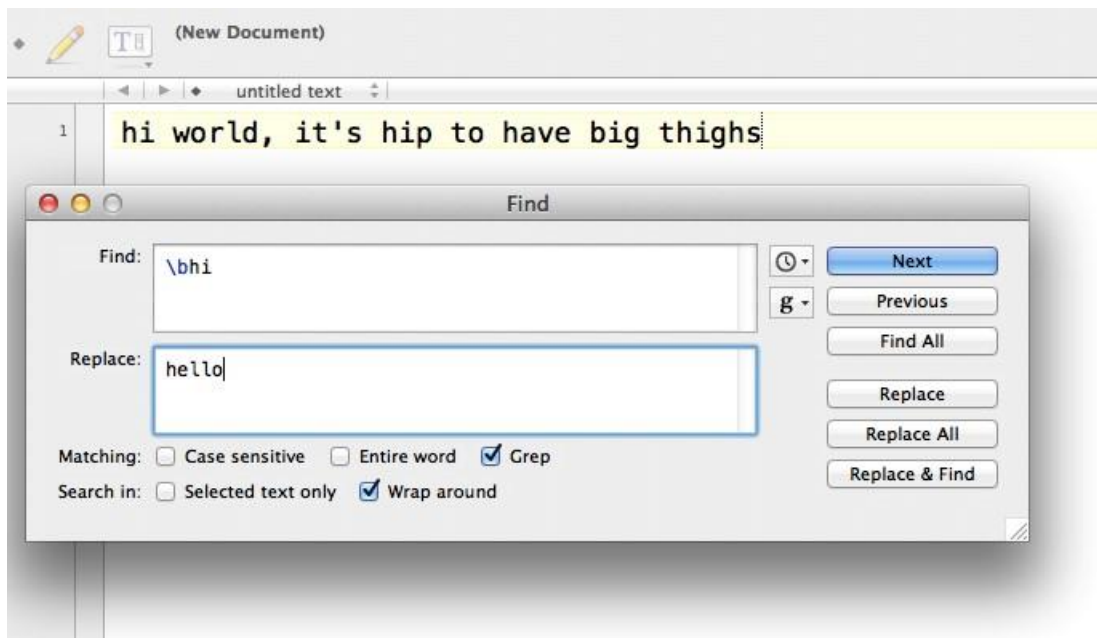 (New Document)
untitled text
1 hi world, it's hip to have big thighs
Find
Find: \bhi
g
Next
Previous
Find All
Replace: hello
Replace
Replace All
Replace & Find
Matching: Case sensitive Entire word Grep
Search in: Selected text only Wrap around